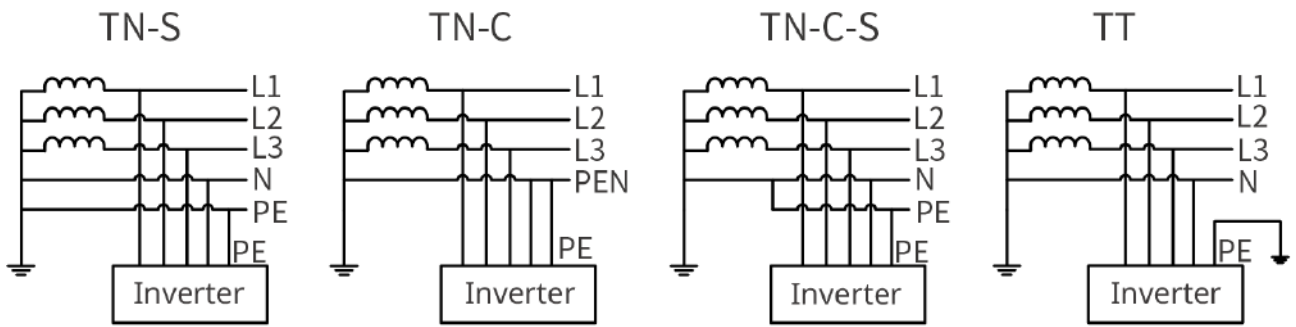 TN-S
TN-C
TN-C-S
TT
L1
L2
L3
N
PE
PE
Inverter
L1
L2
L3
PEN
PE
Inverter
L1
L2
L3
N
PE
PE
Inverter
L1
L2
L3
N
PE
Inverter